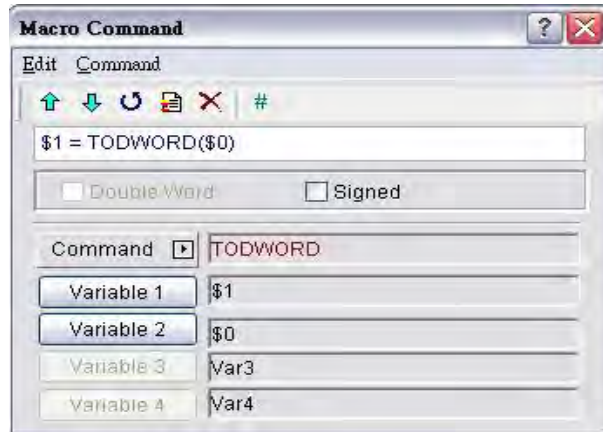 Macro Command
Edit Command
#
$1 = TODWORD($0)
Double Word Signed
Command TODWORD
Variable 1 $1
Variable 2 $0
Variable 3 Var3
Variable 4 Var4